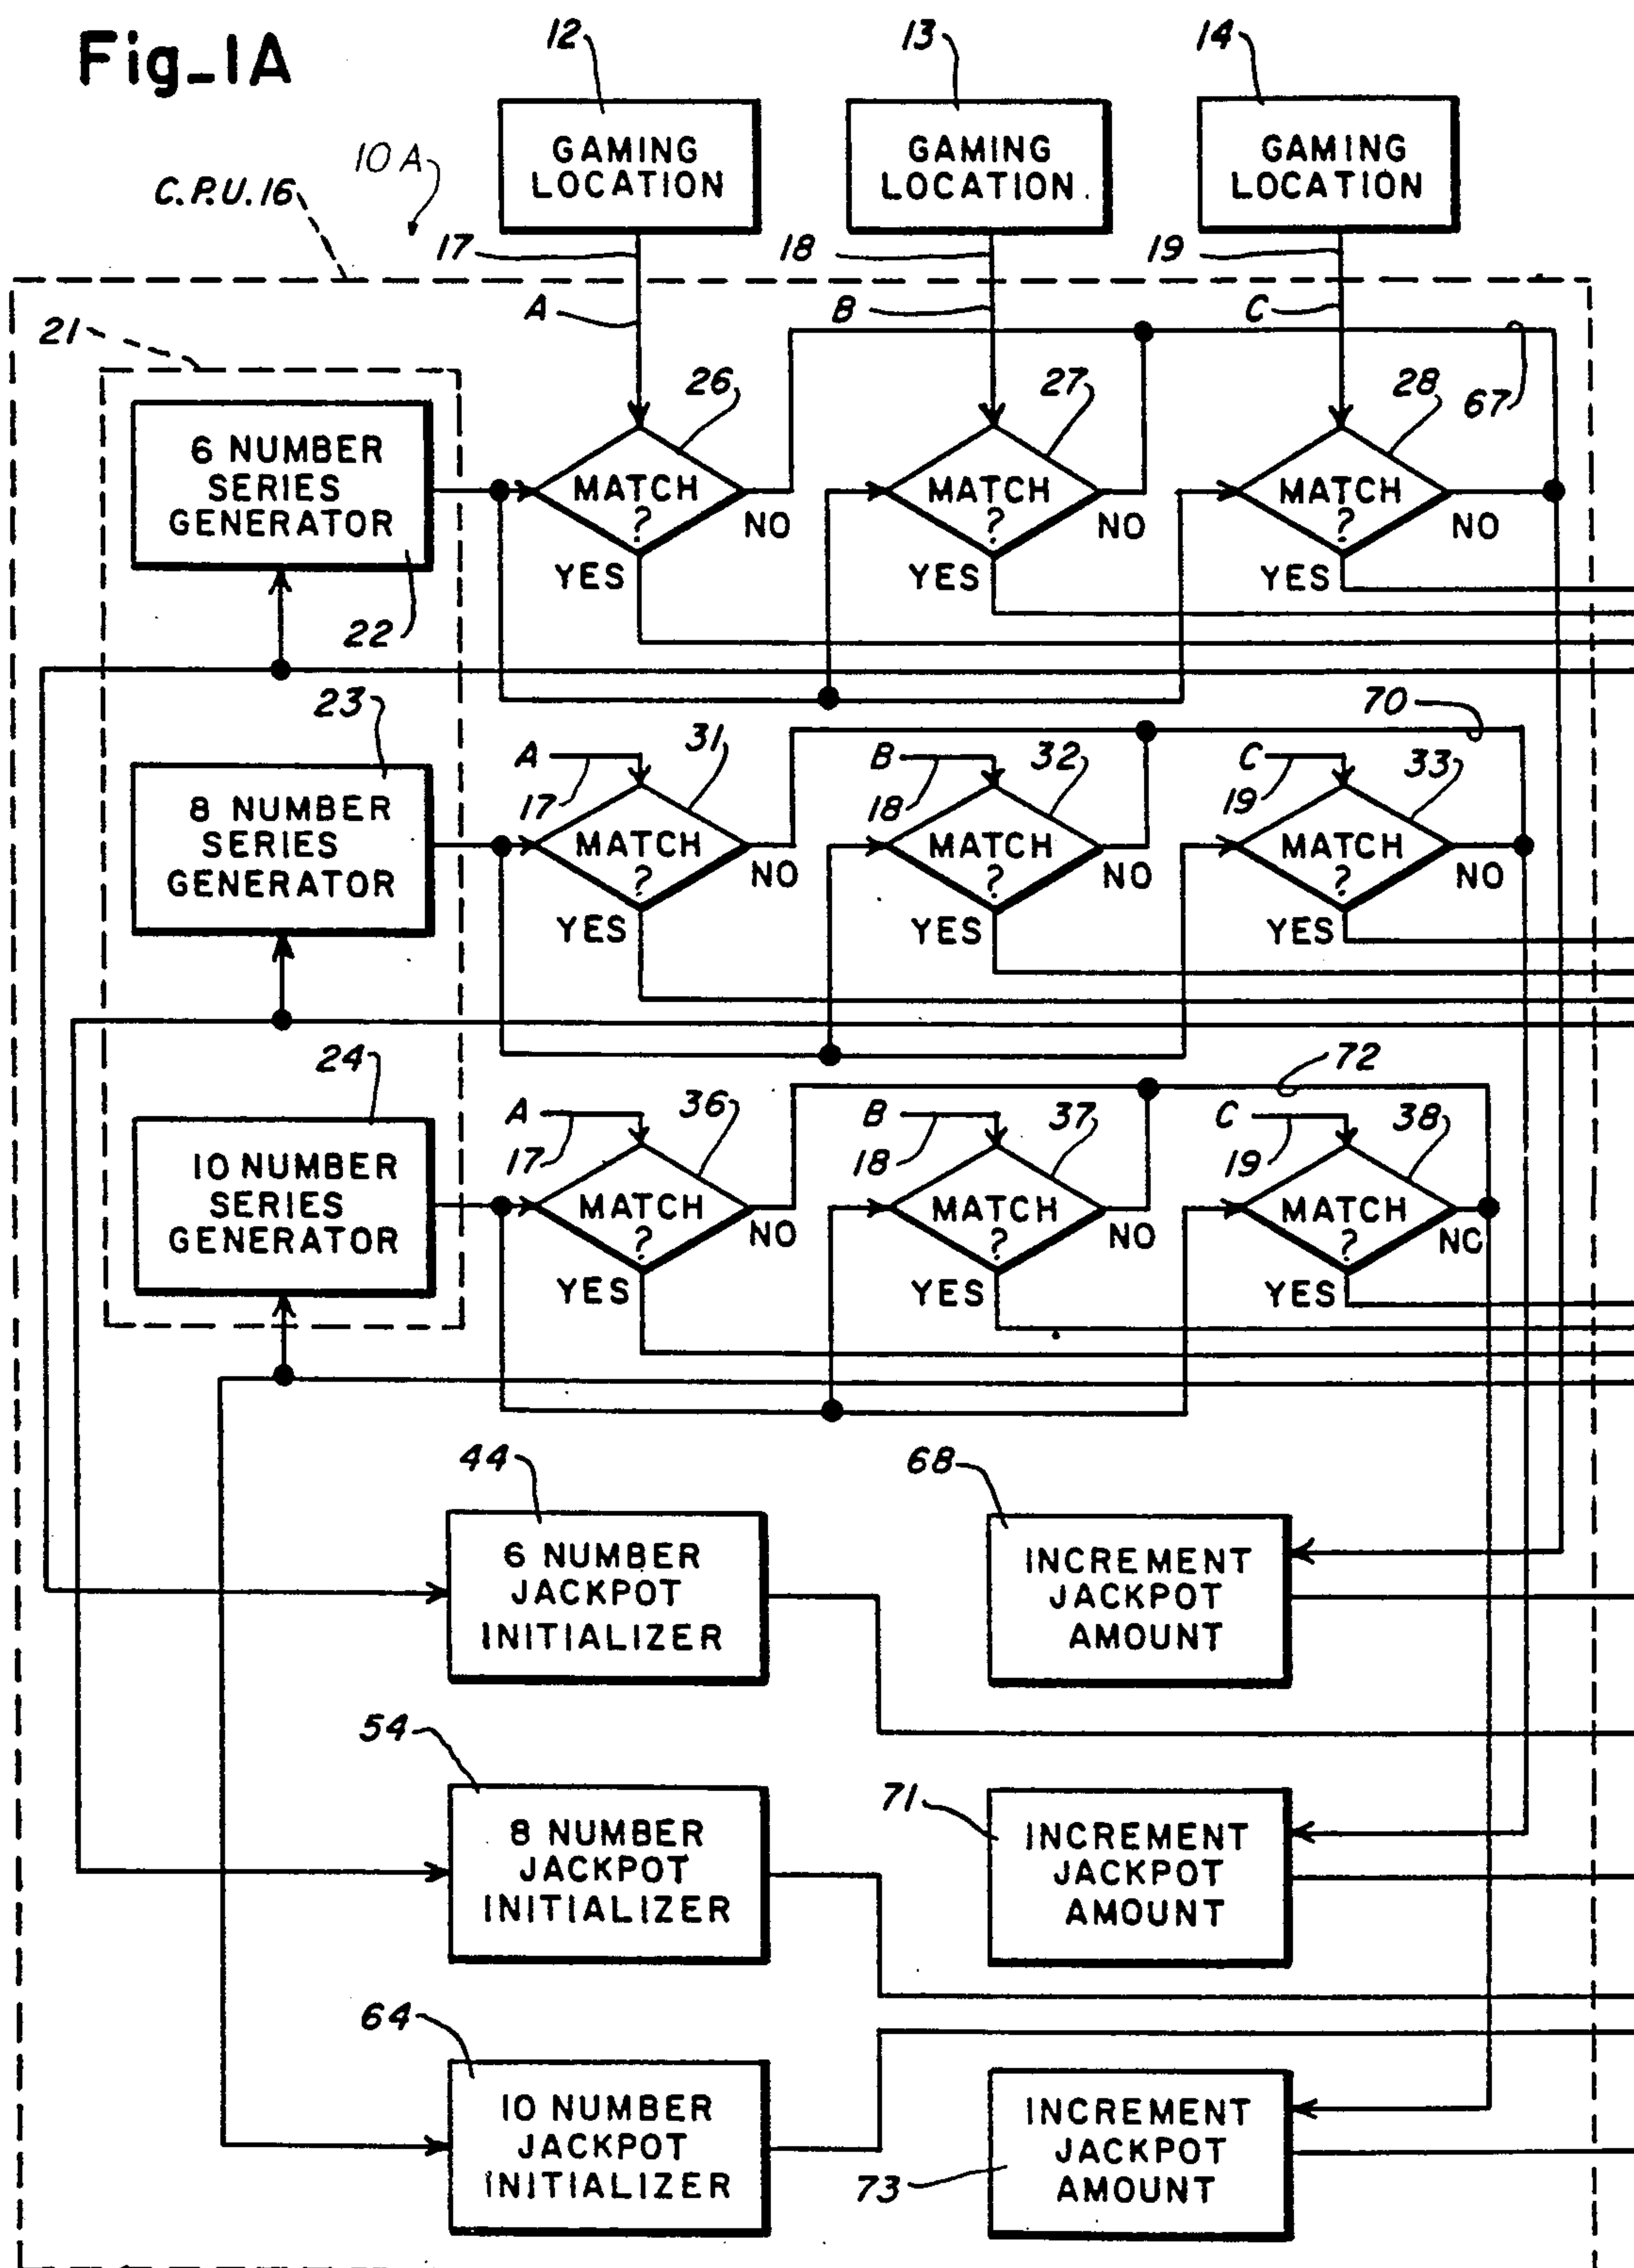 Fig_1A
12
13
14
GAMING
LOCATION
GAMING
LOCATION
GAMING
LOCATION
10A
C.P.U. 16
17
18
19
A
B
C
21
26
27
28
67
6 NUMBER
SERIES
GENERATOR
22
MATCH
?
NO
YES
MATCH
?
NO
YES
MATCH
?
NO
YES
23
70
A
17
31
B
18
32
C
19
33
8 NUMBER
SERIES
GENERATOR
MATCH
?
NO
YES
MATCH
?
NO
YES
MATCH
?
NO
YES
24
72
A
17
36
B
18
37
C
19
38
10 NUMBER
SERIES
GENERATOR
MATCH
?
NO
YES
MATCH
?
NO
YES
MATCH
?
NO
YES
44
68
6 NUMBER
JACKPOT
INITIALIZER
INCREMENT
JACKPOT
AMOUNT
54
71
8 NUMBER
JACKPOT
INITIALIZER
INCREMENT
JACKPOT
AMOUNT
64
10 NUMBER
JACKPOT
INITIALIZER
INCREMENT
JACKPOT
AMOUNT
73